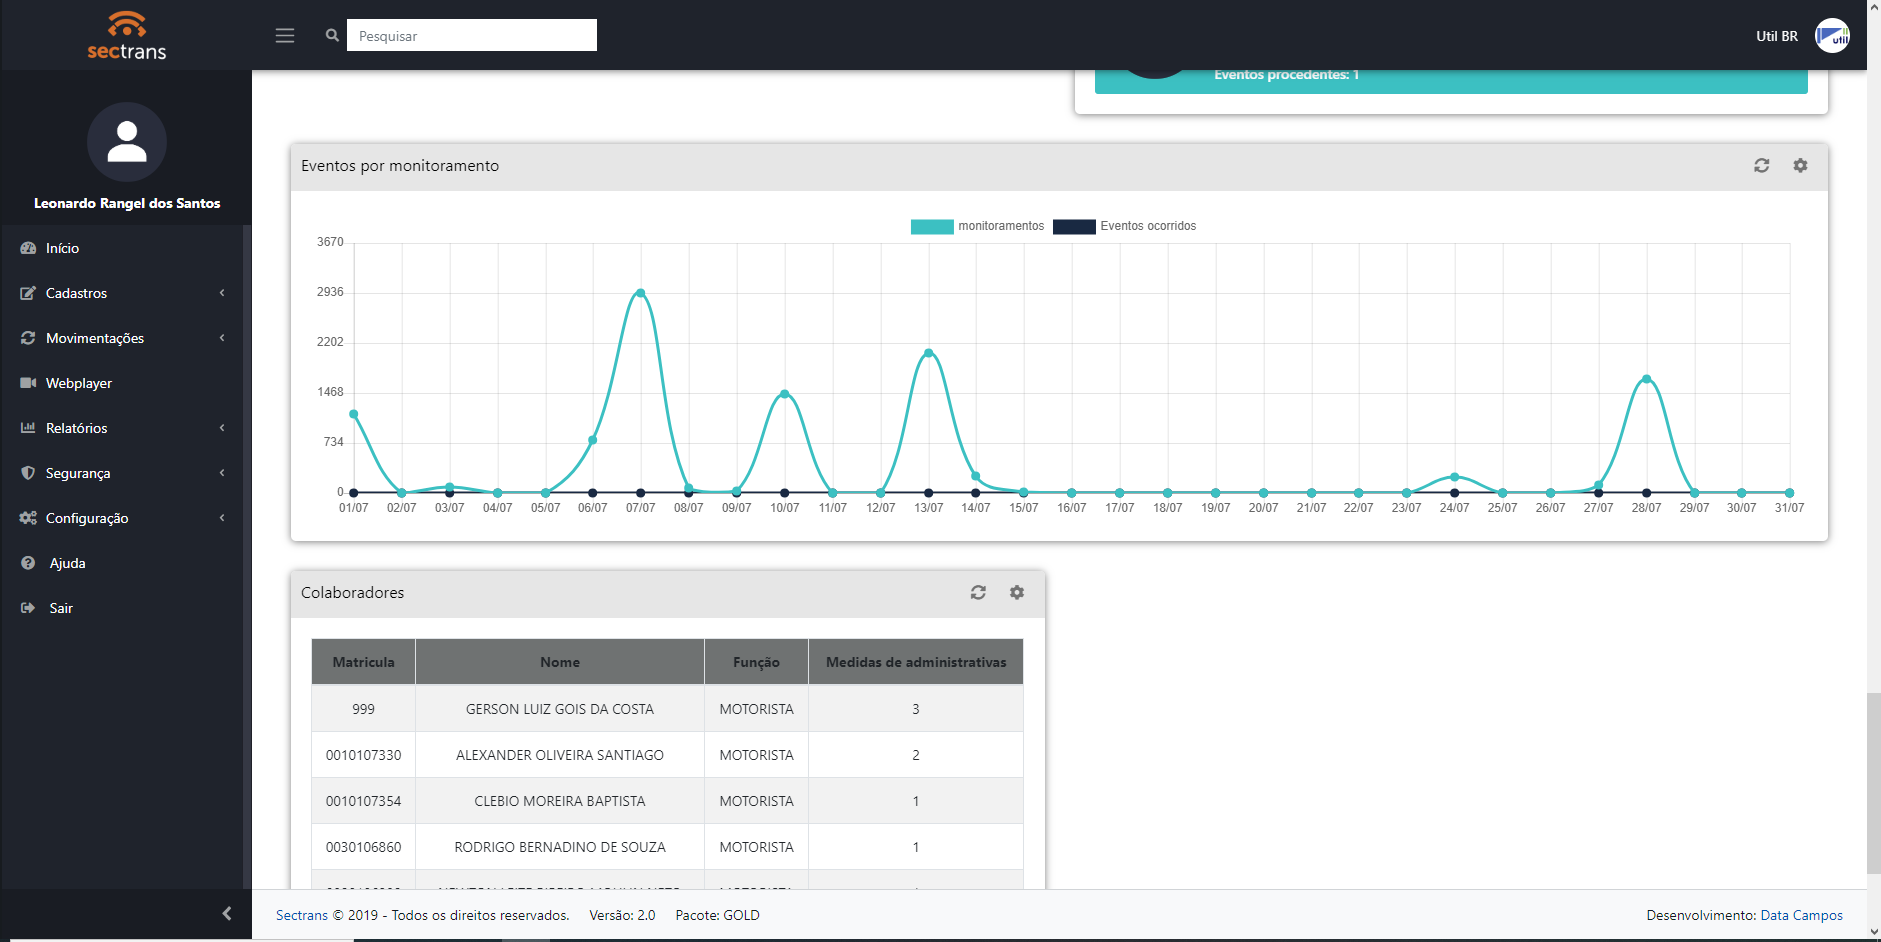 sectrans
Pesquisar
Util BR
util
Leonardo Rangel dos Santos
Início
Cadastros
Movimentações
Webplayer
Relatórios
Segurança
Configuração
Ajuda
Sair
Eventos procedentes: 1
Eventos por monitoramento
monitoramentos Eventos ocorridos
3670
2936
2202
1468
734
0
01/07 02/07 03/07 04/07 05/07 06/07 07/07 08/07 09/07 10/07 11/07 12/07 13/07 14/07 15/07 16/07 17/07 18/07 19/07 20/07 21/07 22/07 23/07 24/07 25/07 26/07 27/07 28/07 29/07 30/07 31/07
Colaboradores
Matricula Nome Função Medidas de administrativas
999 GERSON LUIZ GOIS DA COSTA MOTORISTA 3
0010107330 ALEXANDER OLIVEIRA SANTIAGO MOTORISTA 2
0010107354 CLEBIO MOREIRA BAPTISTA MOTORISTA 1
0030106860 RODRIGO BERNADINO DE SOUZA MOTORISTA 1
Sectrans © 2019 - Todos os direitos reservados. Versão: 2.0 Pacote: GOLD
Desenvolvimento: Data Campos